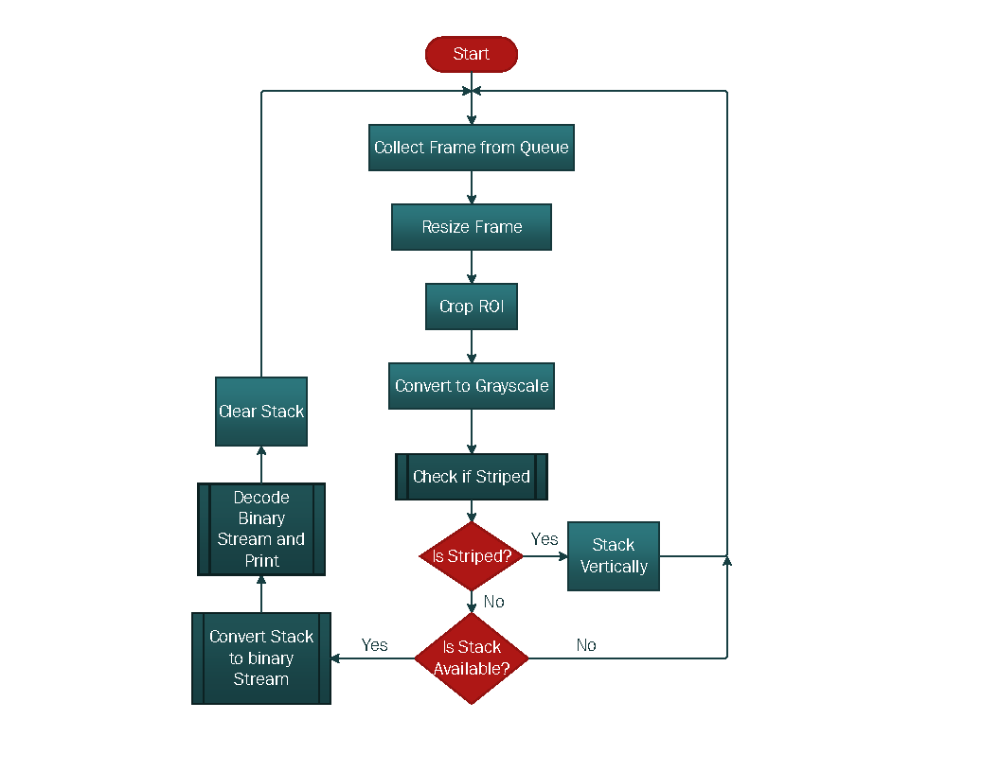 Start
Collect Frame from Queue
Resize Frame
Crop ROI
Convert to Grayscale
Check if Striped
Is Striped?
Yes
Stack
Vertically
No
Is Stack
Available?
No
Yes
Convert Stack
to binary
Stream
Decode
Binary
Stream and
Print
Clear Stack